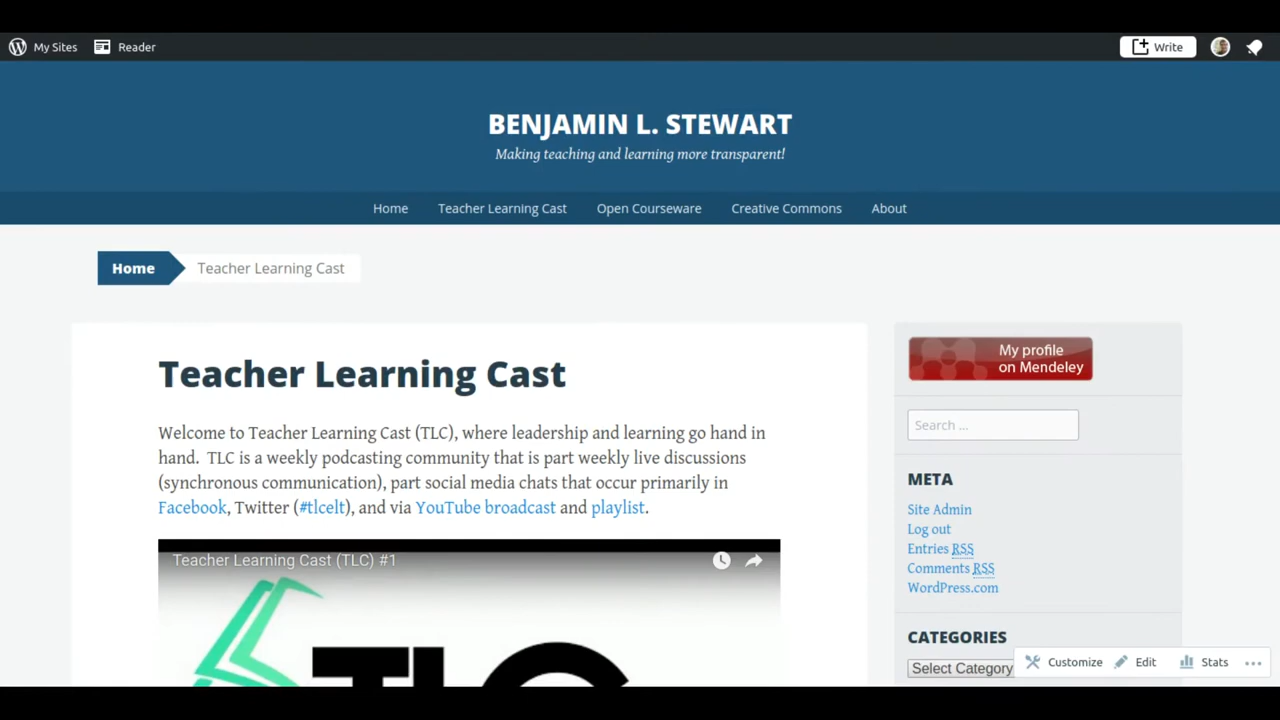 My Sites
Reader
Write
BENJAMIN L. STEWART
Making teaching and learning more transparent!
Home
Teacher Learning Cast
Open Courseware
Creative Commons
About
Home
Teacher Learning Cast
Teacher Learning Cast
Welcome to Teacher Learning Cast (TLC), where leadership and learning go hand in
hand. TLC is a weekly podcasting community that is part weekly live discussions
(synchronous communication), part social media chats that occur primarily in
Facebook, Twitter (#tlcelt), and via YouTube broadcast and playlist.
Teacher Learning Cast (TLC) #1
TLC
My profile
on Mendeley
Search ...
META
Site Admin
Log out
Entries RSS
Comments RSS
WordPress.com
CATEGORIES
Select Category
Customize
Edit
Stats